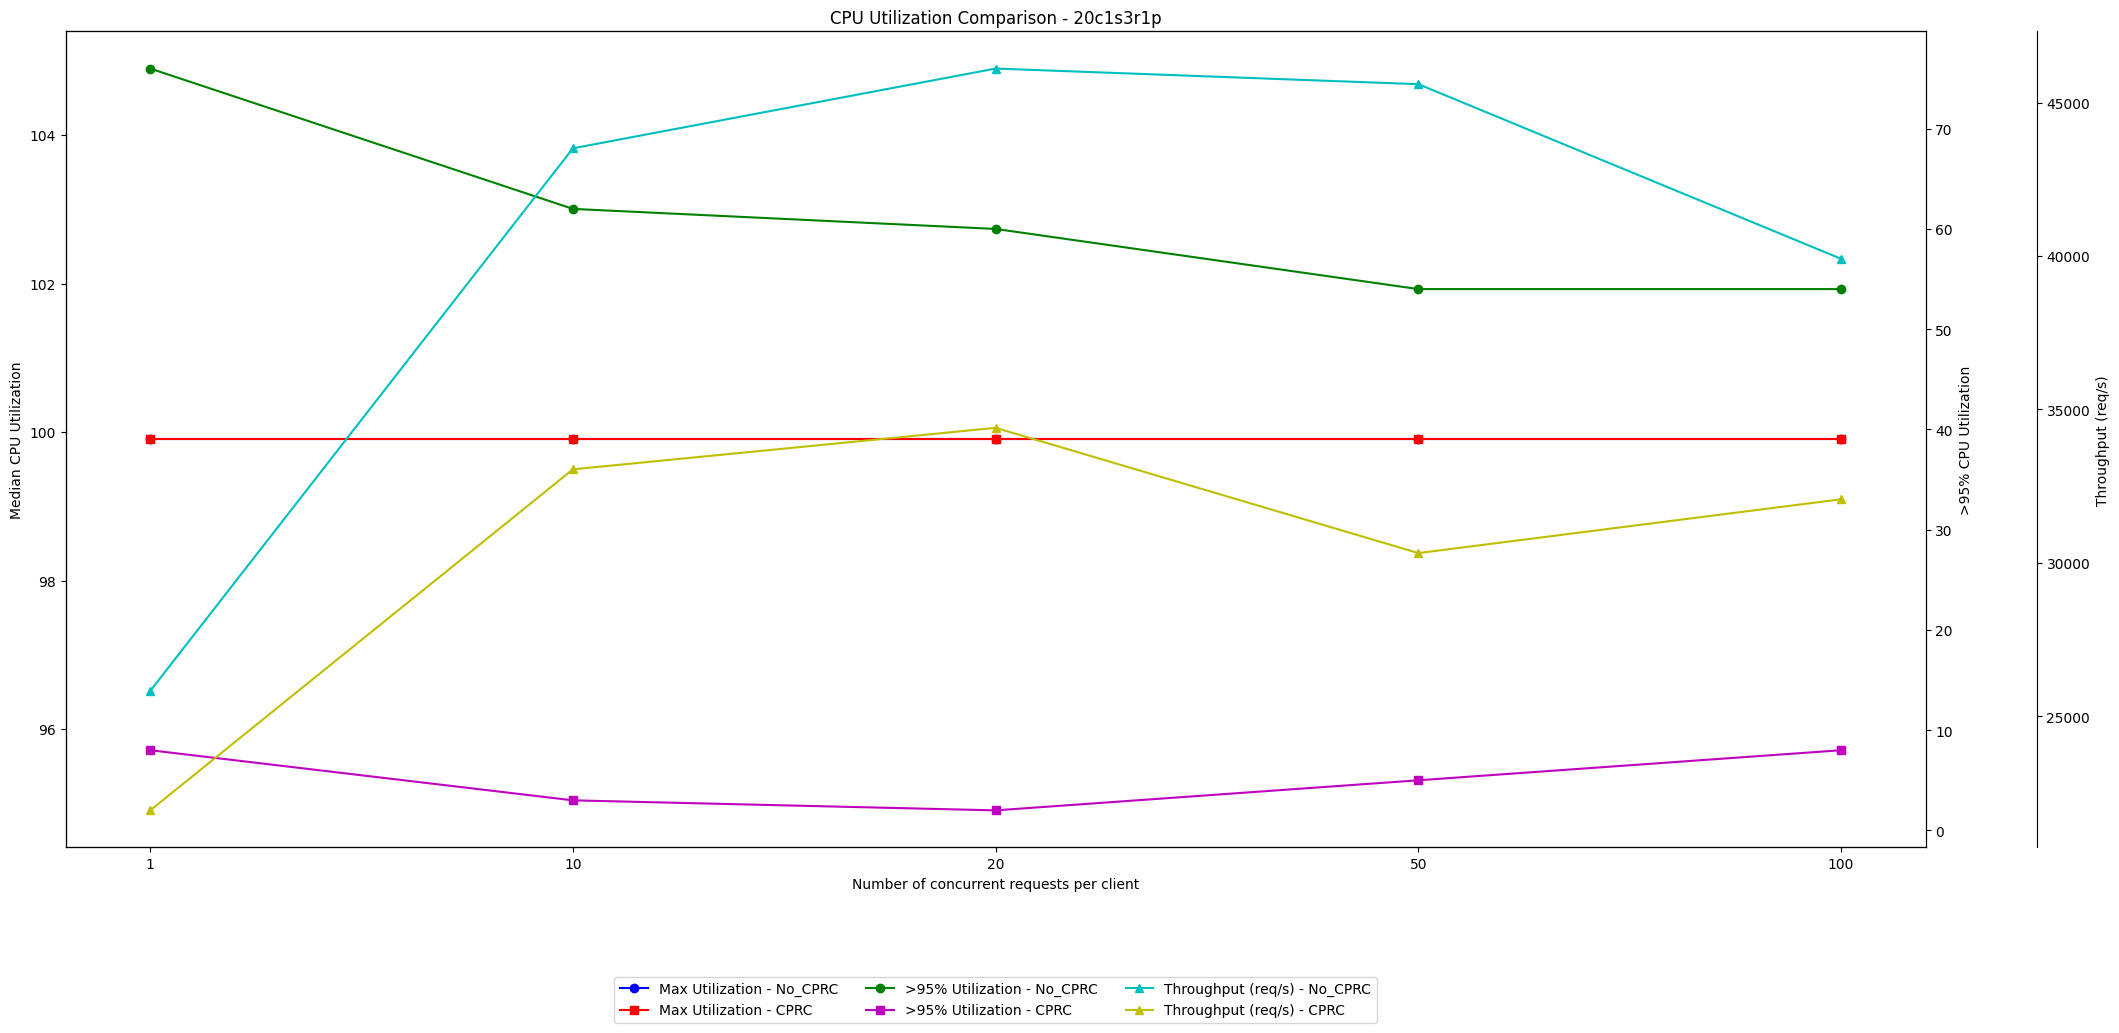 CPU Utilization Comparison - 20c1s3r1p
Median CPU Utilization
104
102
100
98
96
70
60
50
40
30
20
10
0
>95% CPU Utilization
45000
40000
35000
30000
25000
Throughput (req/s)
1 10 20 50 100
Number of concurrent requests per client
Max Utilization - No_CPRC
Max Utilization - CPRC
>95% Utilization - No_CPRC
>95% Utilization - CPRC
Throughput (req/s) - No_CPRC
Throughput (req/s) - CPRC